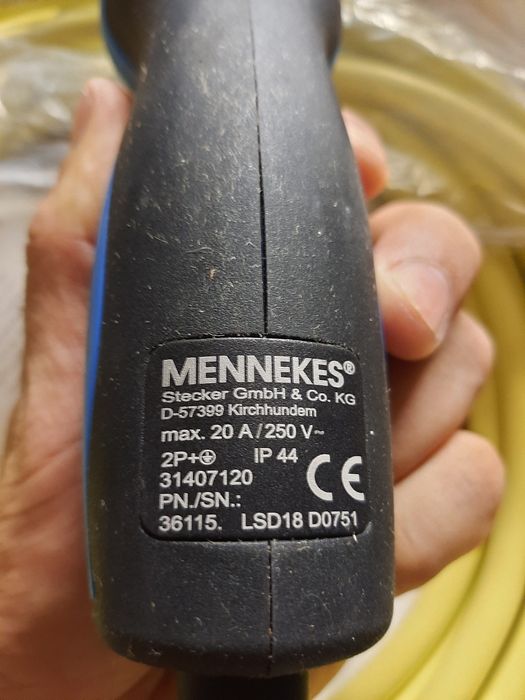 MENNEKES®
Stecker GmbH & Co. KG
D-57399 Kirchhundem
max. 20 A / 250 V~
2P+⏚ IP 44
31407120
CE
PN./SN.:
36115. LSD18 D0751